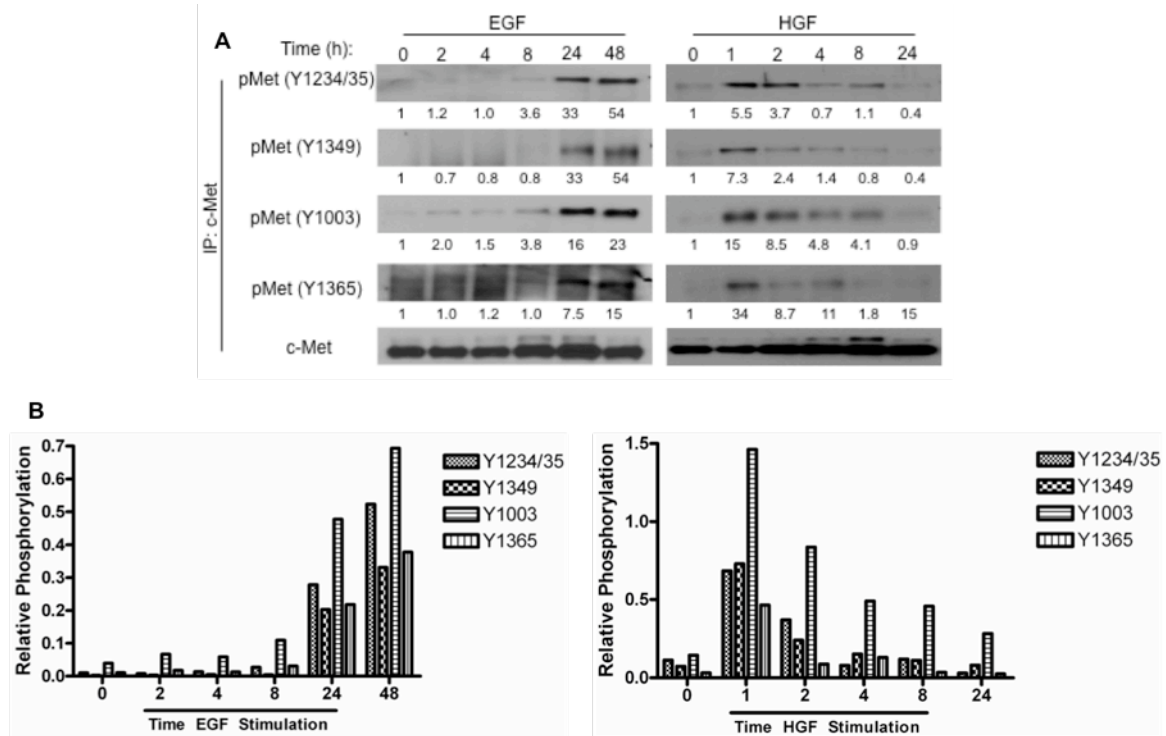 A
EGF HGF
Time (h): 0 2 4 8 24 48 0 1 2 4 8 24
IP: c-Met
pMet (Y1234/35)
1 1.2 1.0 3.6 33 54 1 5.5 3.7 0.7 1.1 0.4
pMet (Y1349)
1 0.7 0.8 0.8 33 54 1 7.3 2.4 1.4 0.8 0.4
pMet (Y1003)
1 2.0 1.5 3.8 16 23 1 15 8.5 4.8 4.1 0.9
pMet (Y1365)
1 1.0 1.2 1.0 7.5 15 1 34 8.7 11 1.8 15
c-Met
B
Relative Phosphorylation
0.7
0.6
0.5
0.4
0.3
0.2
0.1
0.0
0 2 4 8 24 48
Time EGF Stimulation
Y1234/35
Y1349
Y1003
Y1365
Relative Phosphorylation
1.5
1.0
0.5
0.0
0 1 2 4 8 24
Time HGF Stimulation
Y1234/35
Y1349
Y1003
Y1365